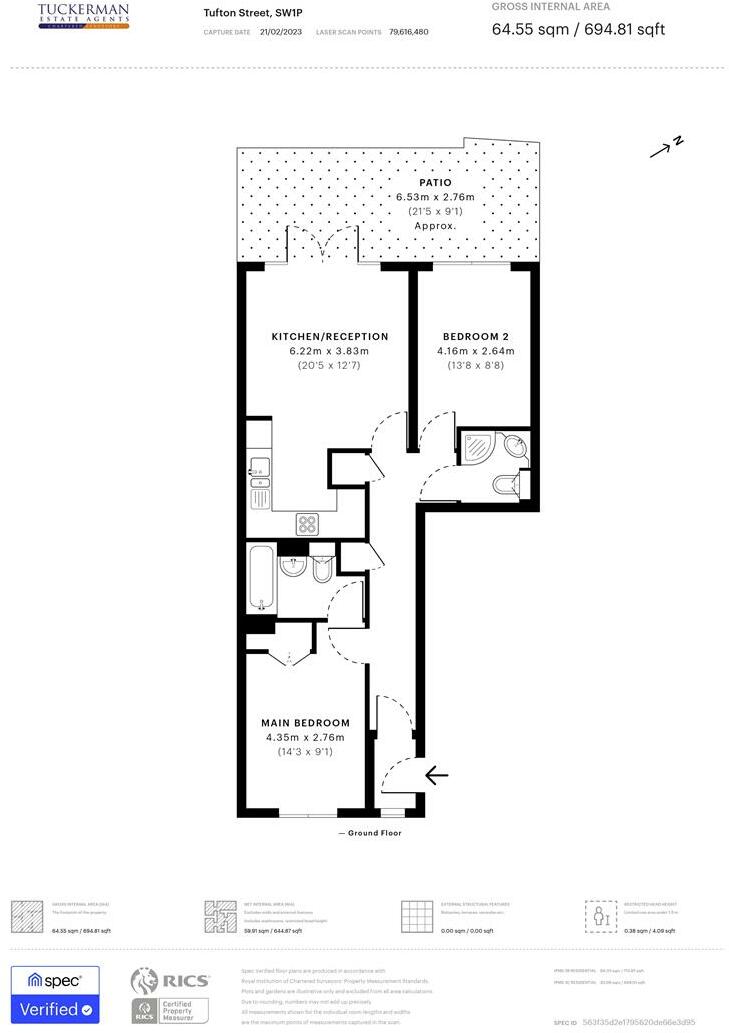 TUCKERMAN
ESTATE AGENTS
Tufton Street, SW1P
CAPTURE DATE 21/02/2023 LASER SCAN POINTS 79,616,480
GROSS INTERNAL AREA
64.55 sqm / 694.81 sqft
N
PATIO
6.53m x 2.76m
(21'5 x 9'1)
Approx.
KITCHEN/RECEPTION
6.22m x 3.83m
(20'5 x 12'7)
BEDROOM 2
4.16m x 2.64m
(13'8 x 8'8)
MAIN BEDROOM
4.35m x 2.76m
(14'3 x 9'1)
— Ground Floor
GROSS INTERNAL AREA (GIA)
The footprint of the property
64.55 sqm / 694.81 sqft
NET INTERNAL AREA (NIA)
Excludes walls and external features
Includes washrooms, restricted head height
59.91 sqm / 644.87 sqft
EXTERNAL STRUCTURAL FEATURES
Balconies, terraces, verandas etc.
0.00 sqm / 0.00 sqft
RESTRICTED HEAD HEIGHT
Limited use area under 1.5 m
0.38 sqm / 4.09 sqft
spec
Verified
RICS
RICS
Certified
Property
Measurer
Spec Verified floor plans are produced in accordance with
Royal Institution of Chartered Surveyors' Property Measurement Standards.
Plots and gardens are illustrative only and excluded from all area calculations.
Due to rounding, numbers may not add up precisely.
All measurements shown for the individual room lengths and widths
are the maximum points of measurements captured in the scan.
IPMS 3B RESIDENTIAL
IPMS 3C RESIDENTIAL
SPEC ID 563f35d2e1795620de66e3d95